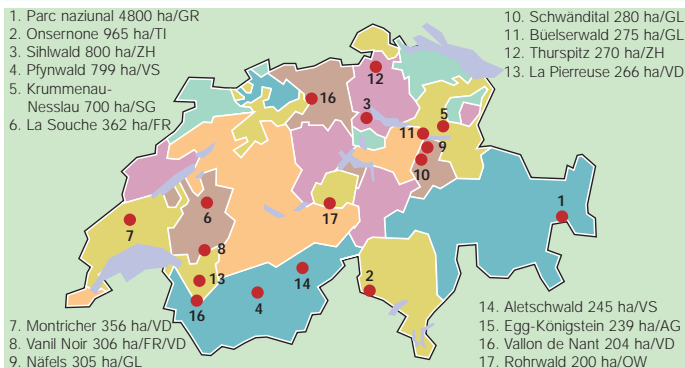 1. Parc naziunal 4800 ha/GR
2. Onsernone 965 ha/TI
3. Sihlwald 800 ha/ZH
4. Pfynwald 799 ha/VS
5. Krummenau-
Nesslau 700 ha/SG
6. La Souche 362 ha/FR
10. Schwändital 280 ha/GL
11. Büelserwald 275 ha/GL
12. Thurspitz 270 ha/ZH
13. La Pierreuse 266 ha/VD
12
16
3
5
11
9
10
1
6
17
7
8
13
14
2
4
16
7. Montricher 356 ha/VD
8. Vanil Noir 306 ha/FR/VD
9. Näfels 305 ha/GL
14. Aletschwald 245 ha/VS
15. Egg-Königstein 239 ha/AG
16. Vallon de Nant 204 ha/VD
17. Rohrwald 200 ha/OW